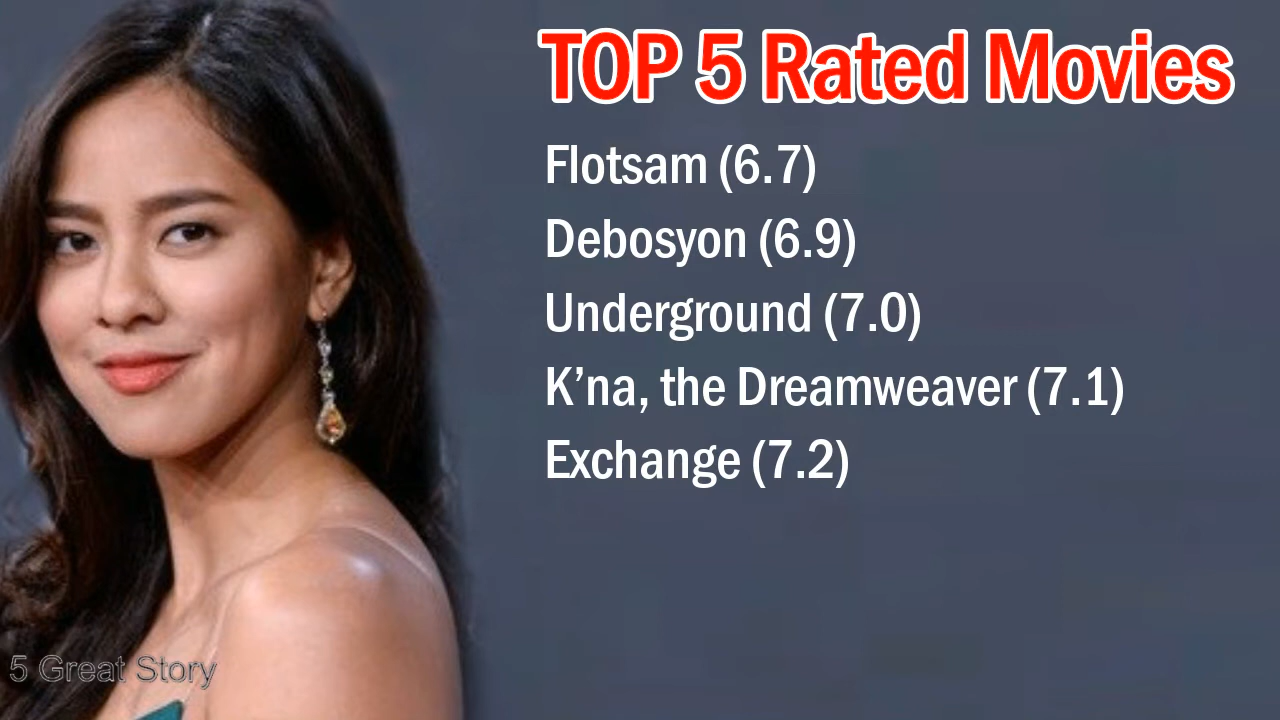 TOP 5 Rated Movies
Flotsam (6.7)
Debosyon (6.9)
Underground (7.0)
K’na, the Dreamweaver (7.1)
Exchange (7.2)
5 Great Story